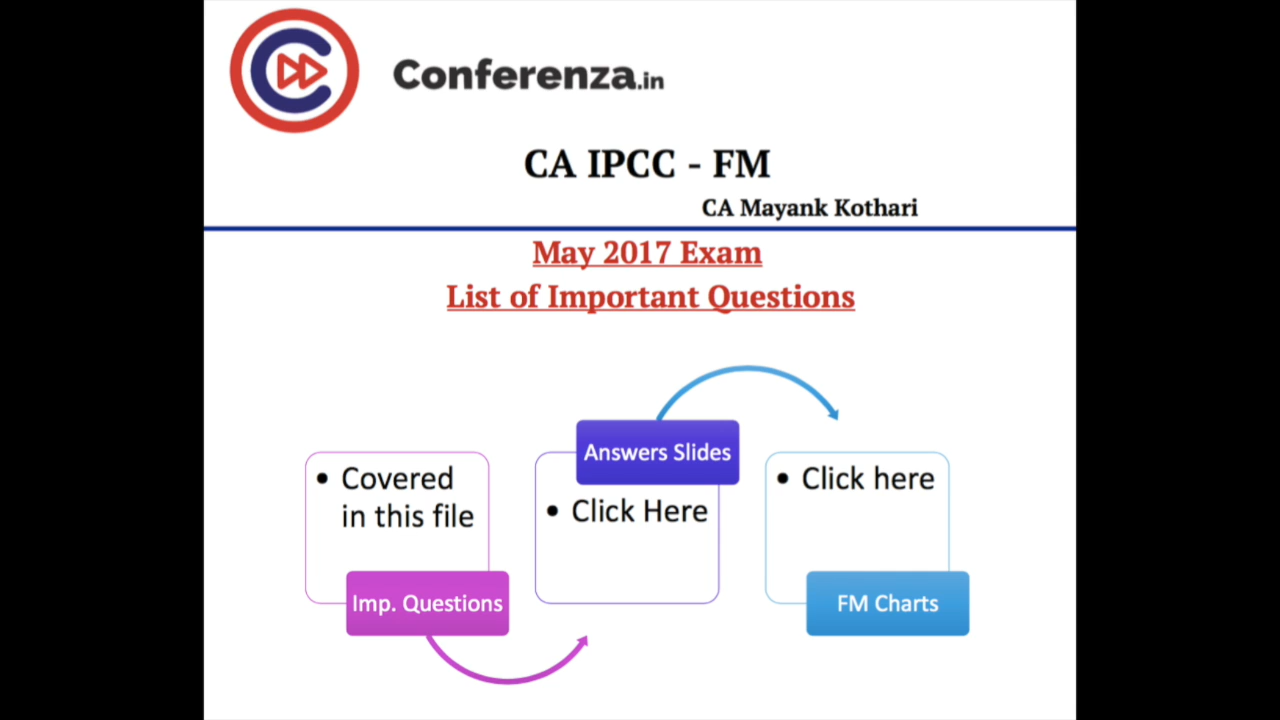 Conferenza.in
CA IPCC - FM
CA Mayank Kothari
May 2017 Exam
List of Important Questions
• Covered
in this file
Imp. Questions
Answers Slides
• Click Here
• Click here
FM Charts